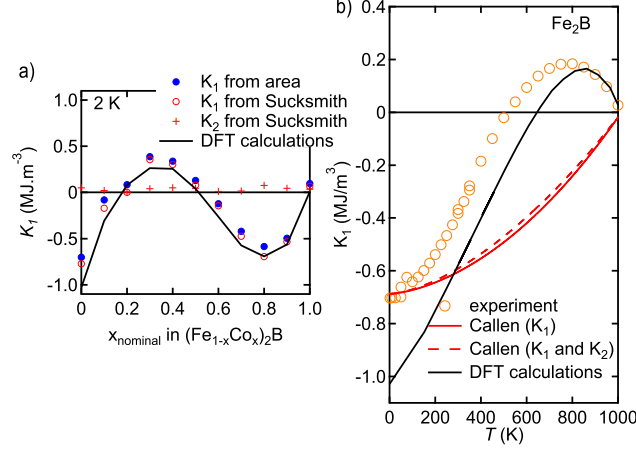 a)
2 K
K1 from area
K1 from Sucksmith
K2 from Sucksmith
DFT calculations
1.0
0.5
0.0
-0.5
-1.0
K1 (MJ.m-3)
0.0 0.2 0.4 0.6 0.8 1.0
xnominal in (Fe1-xCox)2B
b)
Fe2B
0.4
0.2
0
-0.2
-0.4
-0.6
-0.8
-1.0
K1 (MJ/m3)
experiment
Callen (K1)
Callen (K1 and K2)
DFT calculations
0 200 400 600 800 1000
T (K)